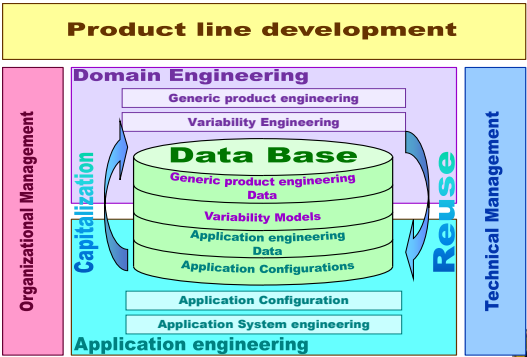 Product line development
Organizational Management
Domain Engineering
Generic product engineering
Variability Engineering
Capitalization
Data Base
Generic product engineering
Data
Variability Models
Application engineering
Data
Application Configurations
Reuse
Application Configuration
Application System engineering
Application engineering
Technical Management